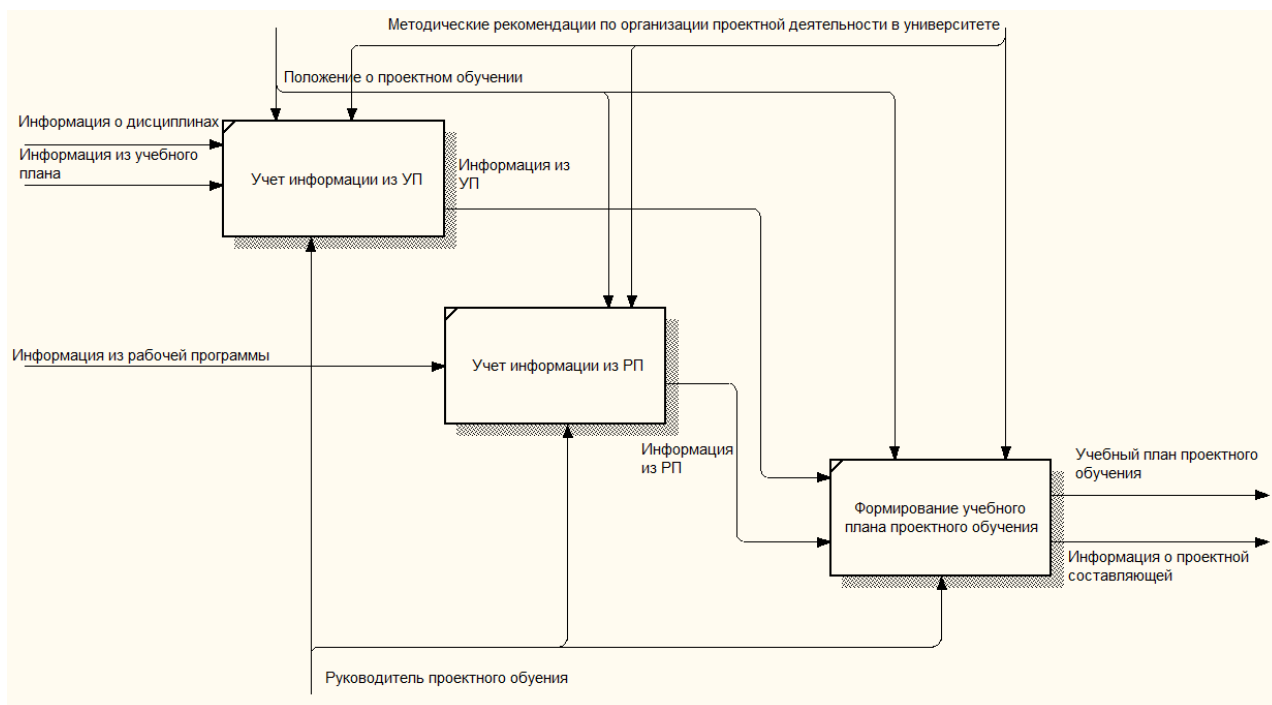 Методические рекомендации по организации проектной деятельности в университете
Положение о проектном обучении
Информация о дисциплинах
Информация из учебного
плана
Учет информации из УП
Информация из
УП
Информация из рабочей программы
Учет информации из РП
Информация
из РП
Учебный план проектного
обучения
Формирование учебного
плана проектного обучения
Информация о проектной
составляющей
Руководитель проектного обуения